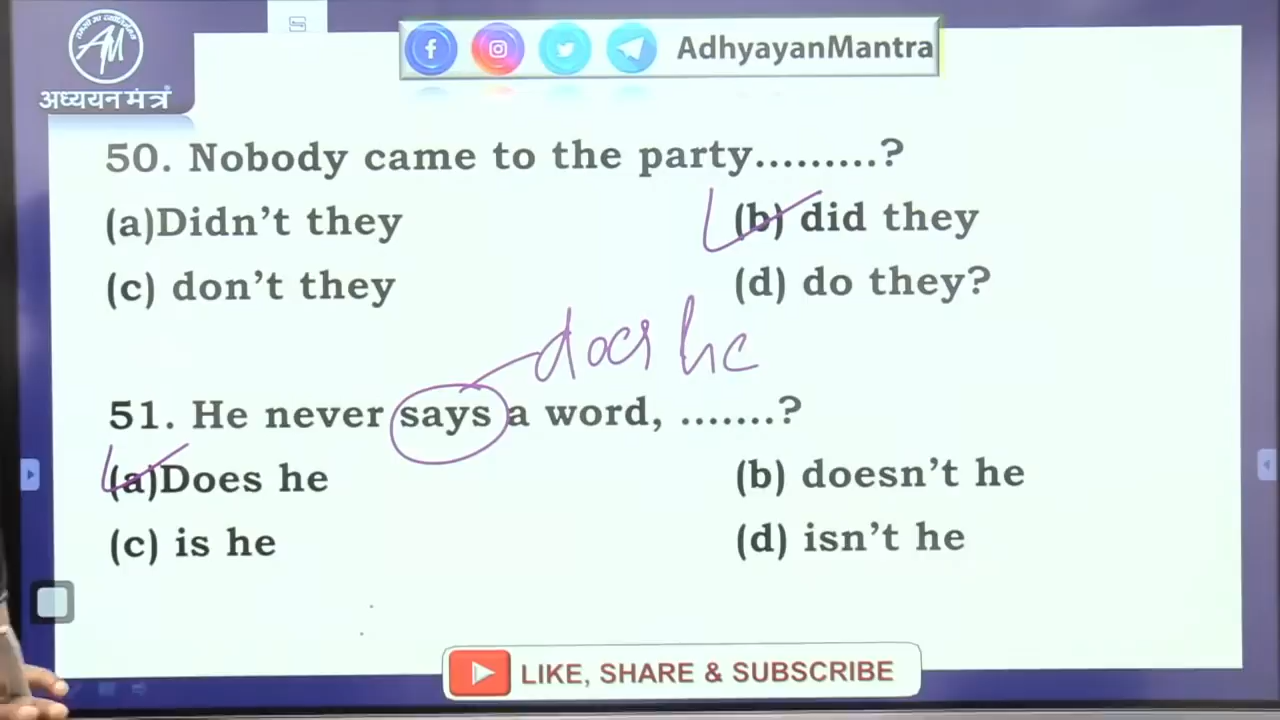 AdhyayanMantra
AM
अध्ययन मंत्रं
50. Nobody came to the party.........?
(a)Didn't they
(b) did they
(c) don't they
(d) do they?
does he
51. He never says a word, .......?
(a)Does he
(b) doesn't he
(c) is he
(d) isn't he
LIKE, SHARE & SUBSCRIBE